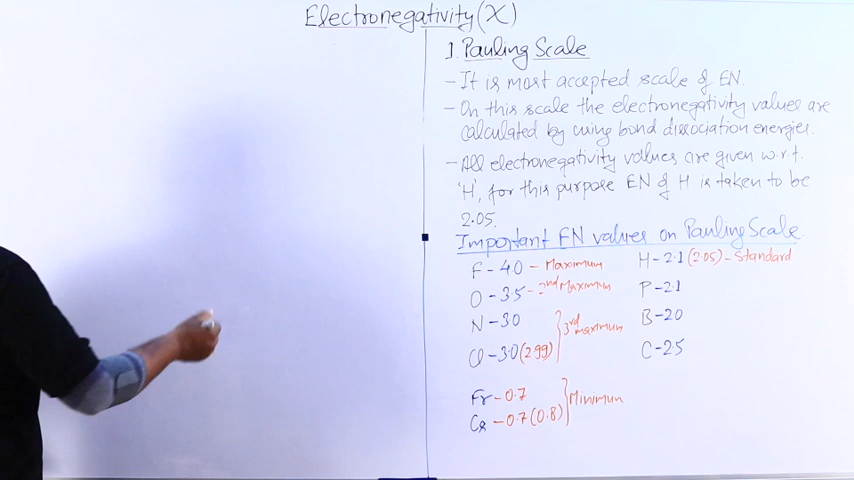 Electronegativity (X)
1. Pauling Scale
- It is most accepted scale of EN.
- On this scale the electronegativity values are
calculated by using bond dissociation energies.
- All electronegativity values are given w.r.t.
'H', for this purpose EN of H is taken to be
2.05.
Important EN values on Pauling Scale
F - 4.0 - Maximum
O - 3.5 - 2nd Maximum
N - 3.0
Cl - 3.0 (2.99)
3rd maximum
Fr - 0.7
Cs - 0.7 (0.8)
Minimum
H - 2.1 (2.05) - Standard
P - 2.1
B - 2.0
C - 2.5